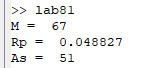 >> lab81
M =  67
Rp =  0.048827
As =  51